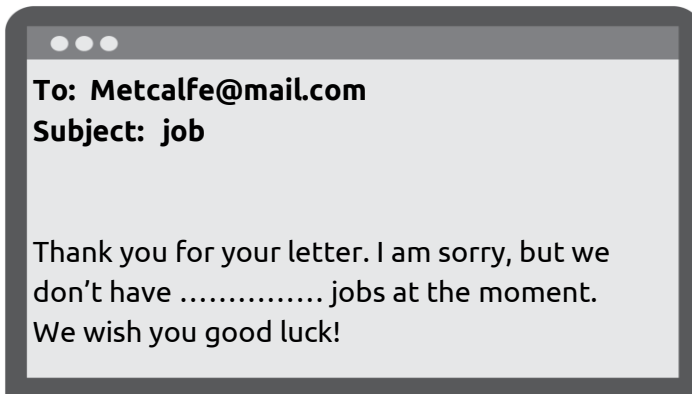 To: Metcalfe@mail.com
Subject: job
Thank you for your letter. I am sorry, but we
don’t have …………… jobs at the moment.
We wish you good luck!